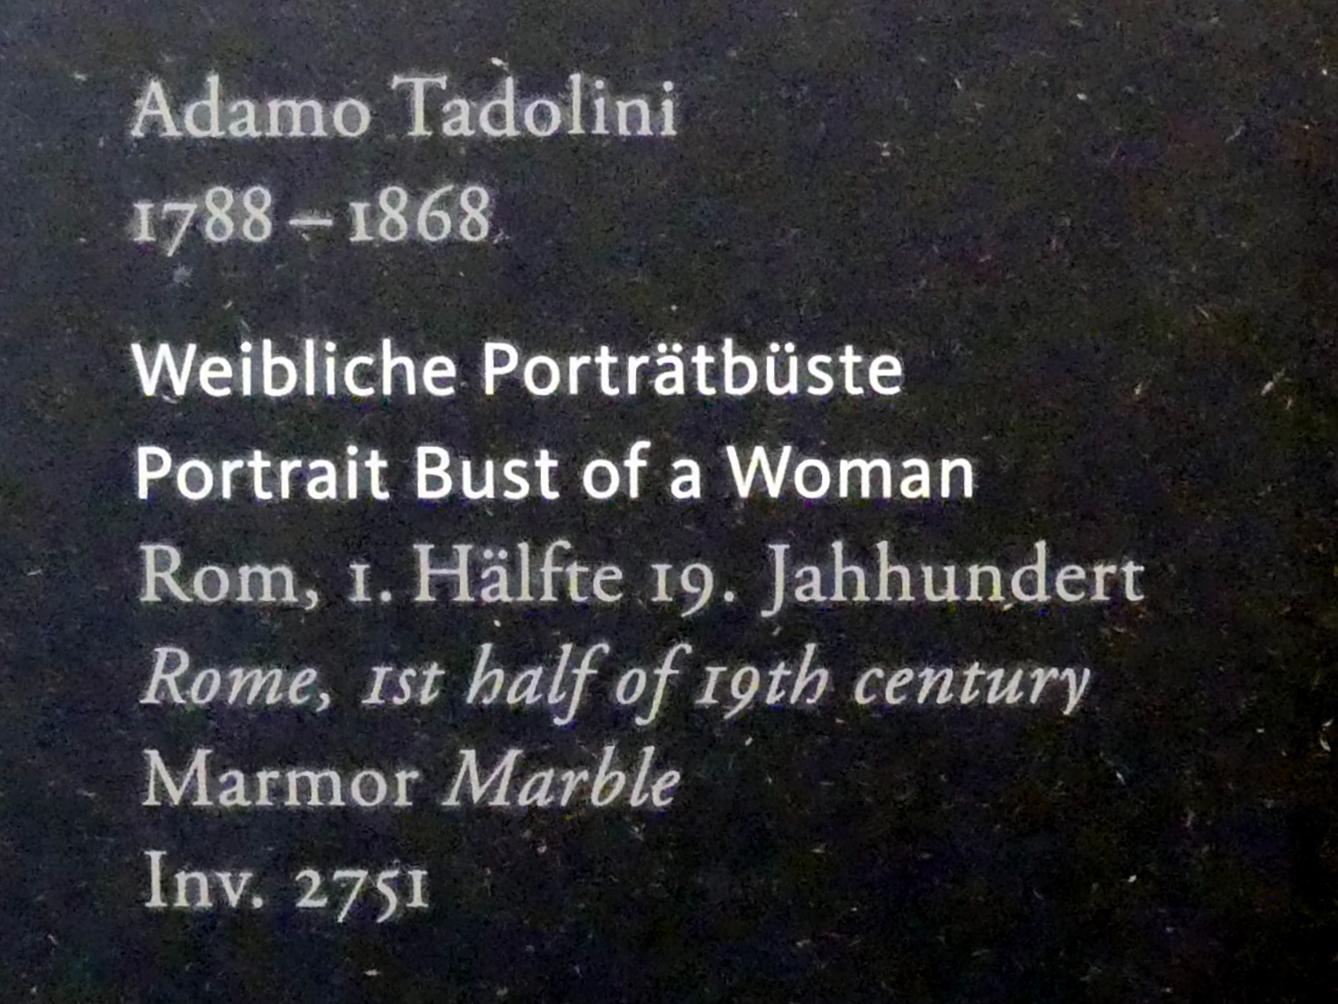 Adamo Tadolini
1788 – 1868
Weibliche Porträtbüste
Portrait Bust of a Woman
Rom, 1. Hälfte 19. Jahhundert
Rome, 1st half of 19th century
Marmor Marble
Inv. 2751